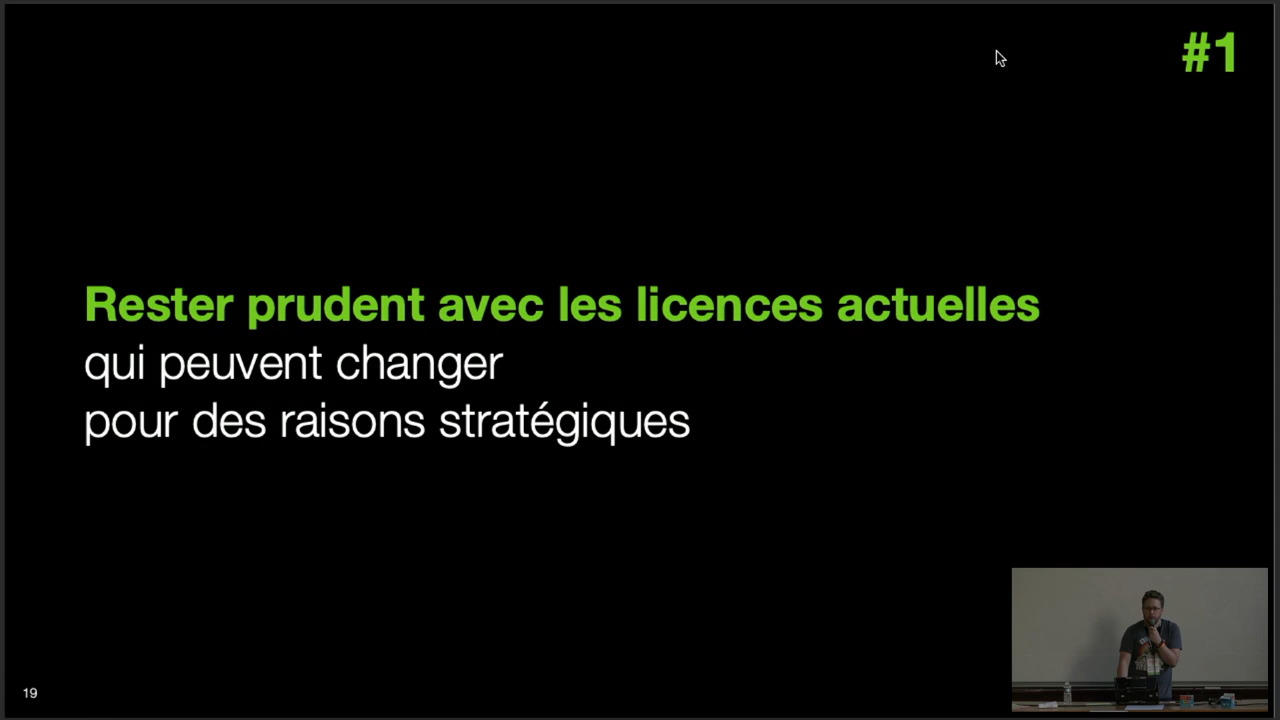 #1
Rester prudent avec les licences actuelles
qui peuvent changer
pour des raisons stratégiques
19